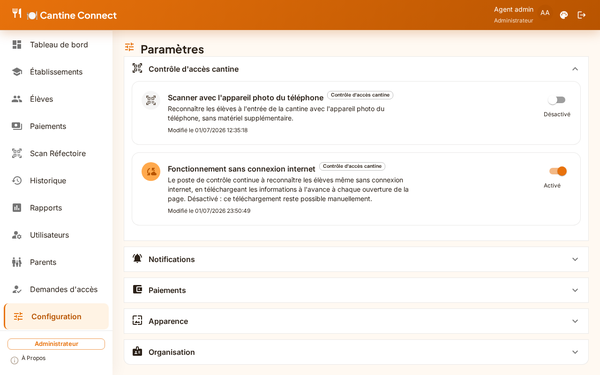 🍽️ Cantine Connect
Agent admin
Administrateur
AA
Tableau de bord
Établissements
Élèves
Paiements
Scan Réfectoire
Historique
Rapports
Utilisateurs
Parents
Demandes d'accès
Configuration
Administrateur
À Propos
Paramètres
Contrôle d'accès cantine
Scanner avec l'appareil photo du téléphone Contrôle d'accès cantine
Reconnaître les élèves à l'entrée de la cantine avec l'appareil photo du
téléphone, sans matériel supplémentaire.
Modifié le 01/07/2026 12:35:18
Désactivé
Fonctionnement sans connexion internet Contrôle d'accès cantine
Le poste de contrôle continue à reconnaître les élèves même sans connexion
internet, en téléchargeant les informations à l'avance à chaque ouverture de la
page. Désactivé : ce téléchargement reste possible manuellement.
Modifié le 01/07/2026 23:50:49
Activé
Notifications
Paiements
Apparence
Organisation